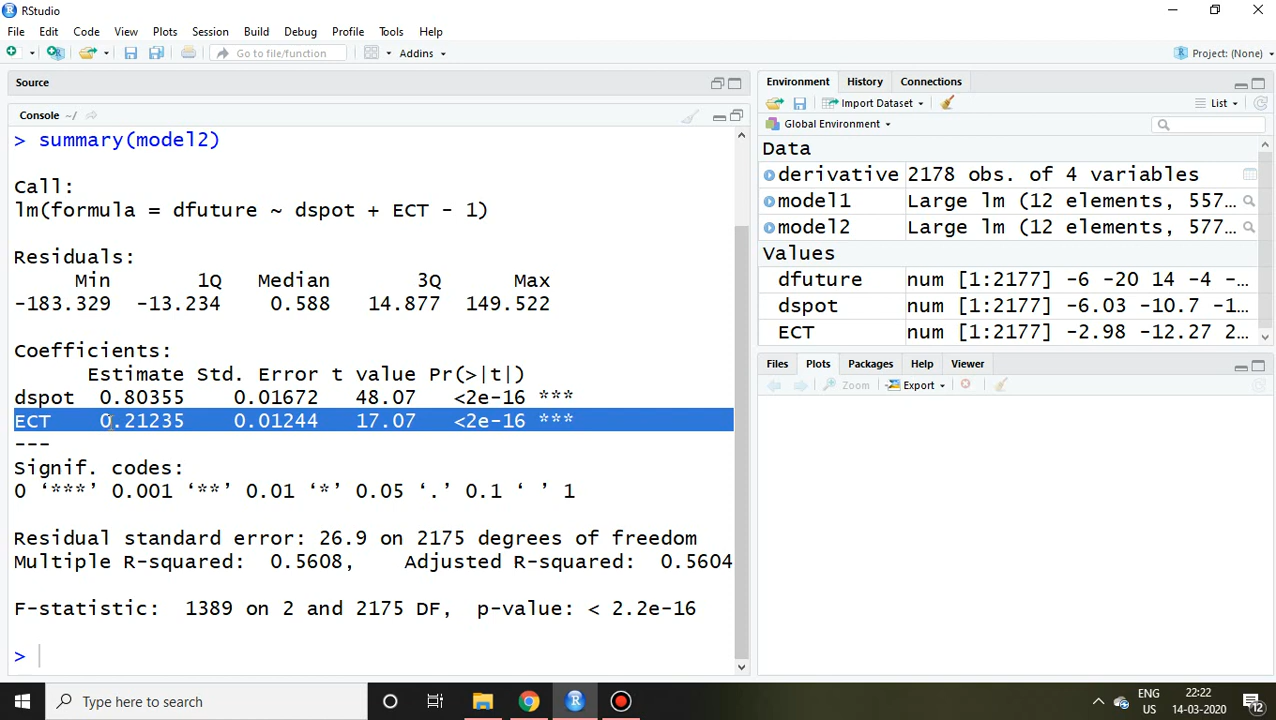 RStudio
File Edit Code View Plots Session Build Debug Profile Tools Help
Go to file/function Addins Project: (None)
Source
Console ~/
> summary(model2)
Call:
lm(formula = dfuture ~ dspot + ECT - 1)
Residuals:
Min 1Q Median 3Q Max
-183.329 -13.234 0.588 14.877 149.522
Coefficients:
Estimate Std. Error t value Pr(>|t|)
dspot 0.80355 0.01672 48.07 <2e-16 ***
ECT 0.21235 0.01244 17.07 <2e-16 ***
---
Signif. codes:
0 ‘***’ 0.001 ‘**’ 0.01 ‘*’ 0.05 ‘.’ 0.1 ‘ ’ 1
Residual standard error: 26.9 on 2175 degrees of freedom
Multiple R-squared: 0.5608, Adjusted R-squared: 0.5604
F-statistic: 1389 on 2 and 2175 DF, p-value: < 2.2e-16
>
Environment History Connections
Import Dataset List
Global Environment
Data
derivative 2178 obs. of 4 variables
model1 Large lm (12 elements, 557...
model2 Large lm (12 elements, 577...
Values
dfuture num [1:2177] -6 -20 14 -4 -...
dspot num [1:2177] -6.03 -10.7 -1...
ECT num [1:2177] -2.98 -12.27 2...
Files Plots Packages Help Viewer
Zoom Export
Type here to search
ENG
US
22:22
14-03-2020
12